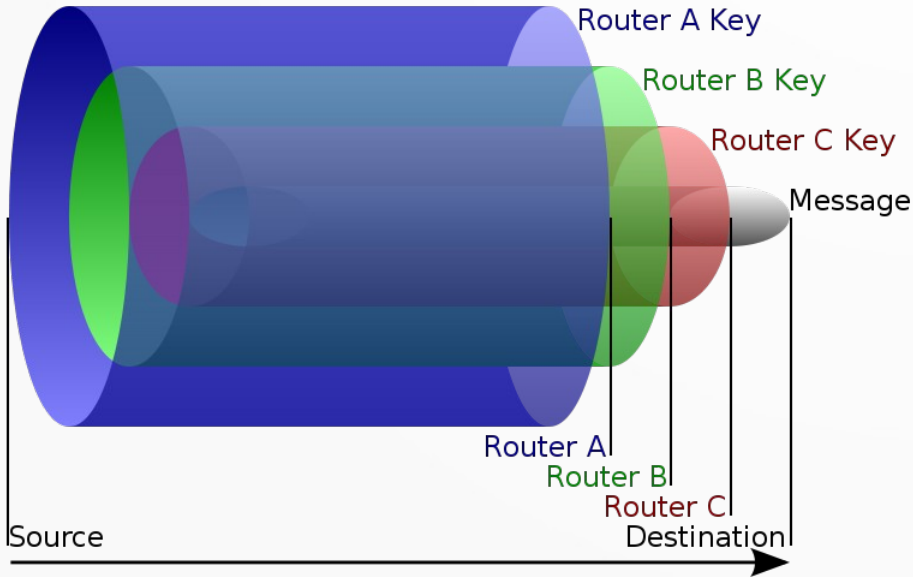 Router A Key
Router B Key
Router C Key
Message
Router A
Router B
Router C
Source
Destination